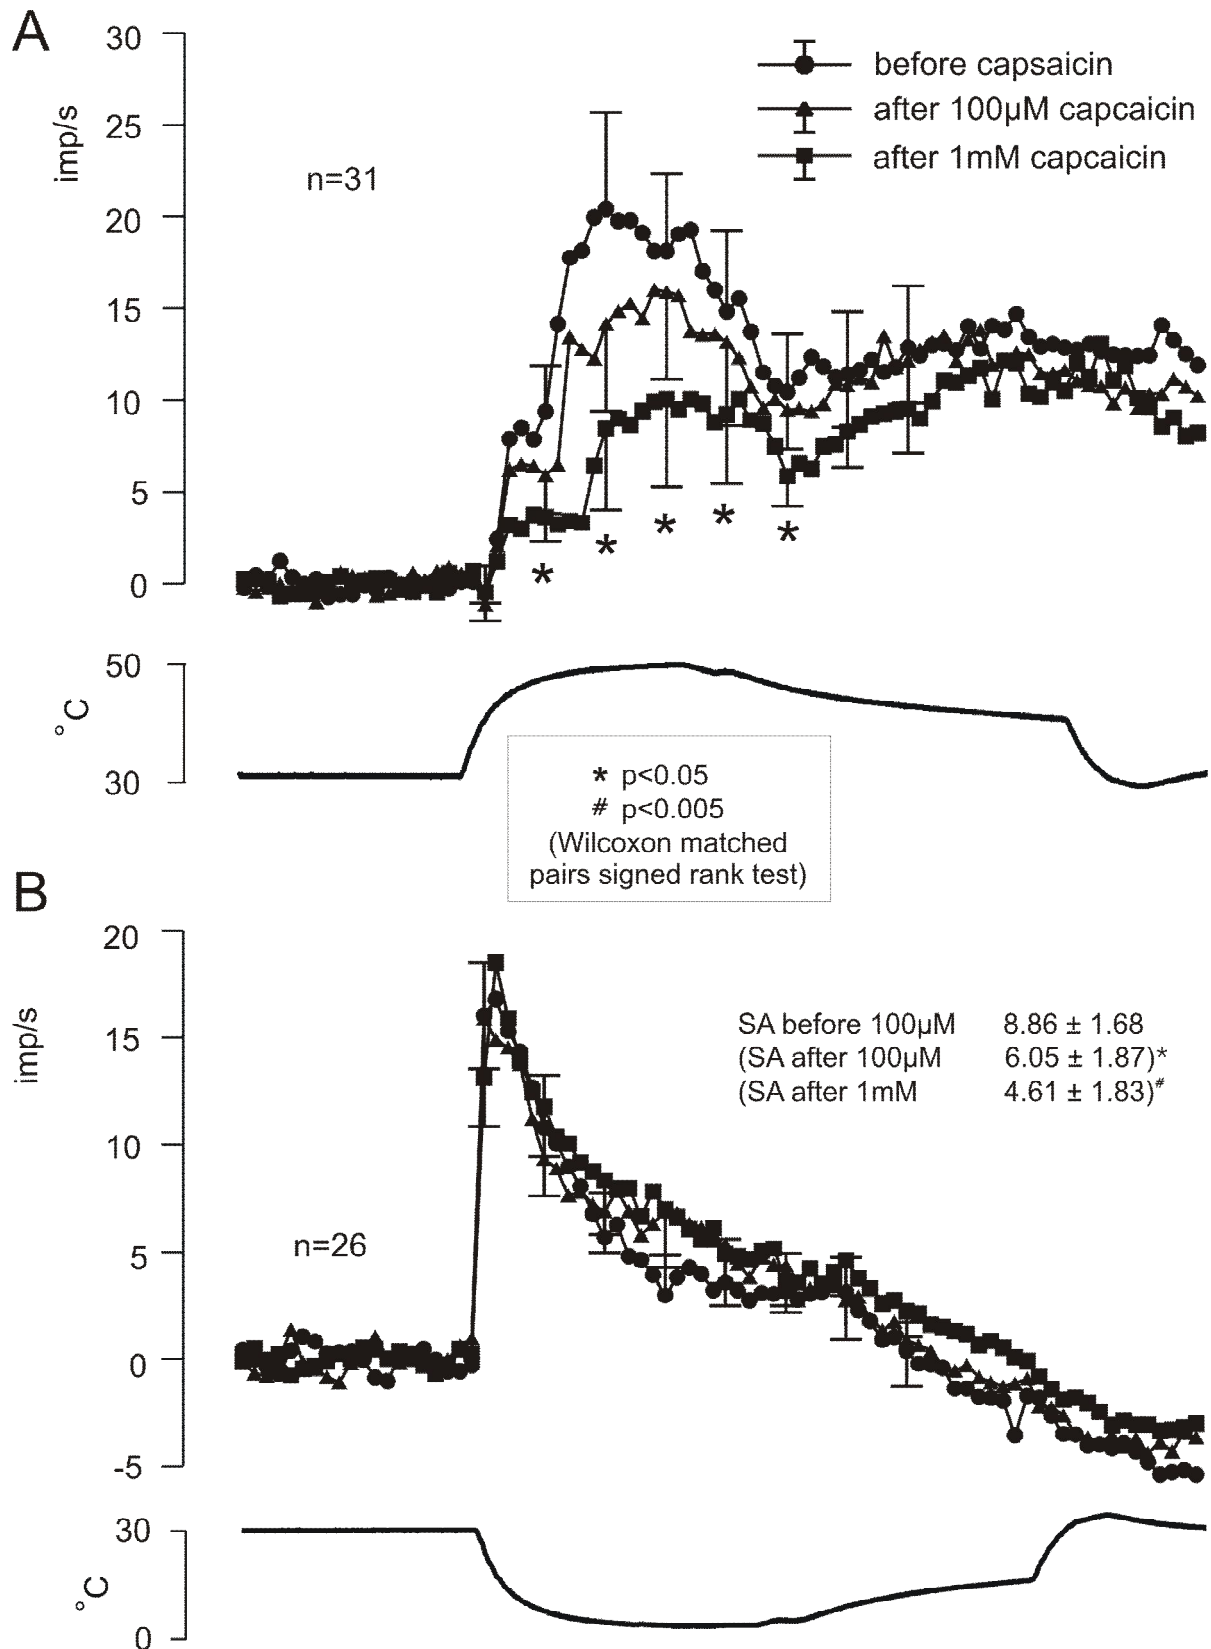 A
30
25
20
15
10
5
0
imp/s
n=31
before capsaicin
after 100µM capcaicin
after 1mM capcaicin
*
*
*
*
*
50
30
°C
* p<0.05
# p<0.005
(Wilcoxon matched
pairs signed rank test)
B
20
15
10
5
0
-5
imp/s
n=26
SA before 100µM 8.86 ± 1.68
(SA after 100µM 6.05 ± 1.87)*
(SA after 1mM 4.61 ± 1.83)#
30
0
°C